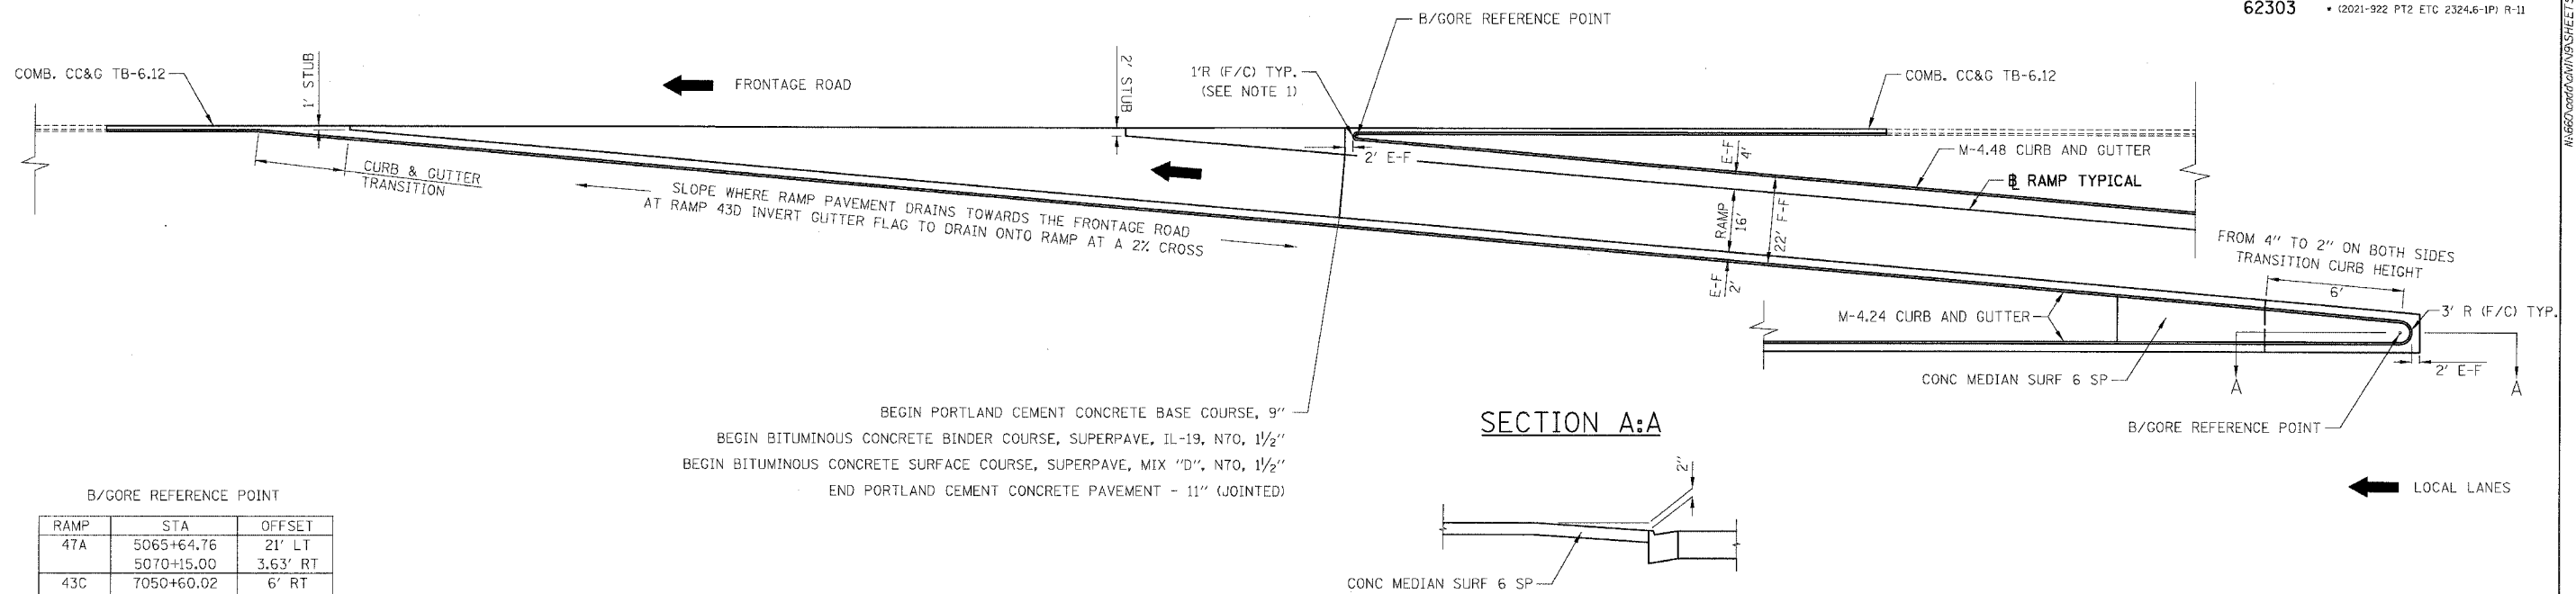 62303 * (2021-922 PT2 ETC 2324.6-1P) R-11
B/GORE REFERENCE POINT
COMB. CC&G TB-6.12
1' STUB
FRONTAGE ROAD
2' STUB
1'R (F/C) TYP.
(SEE NOTE 1)
COMB. CC&G TB-6.12
CURB & GUTTER
TRANSITION
2' E-F
E-F
4'
M-4.48 CURB AND GUTTER
℄ RAMP TYPICAL
SLOPE WHERE RAMP PAVEMENT DRAINS TOWARDS THE FRONTAGE ROAD
AT RAMP 43D INVERT GUTTER FLAG TO DRAIN ONTO RAMP AT A 2% CROSS
RAMP
16'
22' F-F
E-F
2'
FROM 4" TO 2" ON BOTH SIDES
TRANSITION CURB HEIGHT
6'
M-4.24 CURB AND GUTTER
3' R (F/C) TYP.
2' E-F
CONC MEDIAN SURF 6 SP
A
A
B/GORE REFERENCE POINT
LOCAL LANES
BEGIN PORTLAND CEMENT CONCRETE BASE COURSE, 9"
BEGIN BITUMINOUS CONCRETE BINDER COURSE, SUPERPAVE, IL-19, N70, 1½"
BEGIN BITUMINOUS CONCRETE SURFACE COURSE, SUPERPAVE, MIX "D", N70, 1½"
END PORTLAND CEMENT CONCRETE PAVEMENT - 11" (JOINTED)
SECTION A:A
2"
CONC MEDIAN SURF 6 SP
B/GORE REFERENCE POINT
RAMP STA OFFSET
47A 5065+64.76 21' LT
5070+15.00 3.63' RT
43C 7050+60.02 6' RT